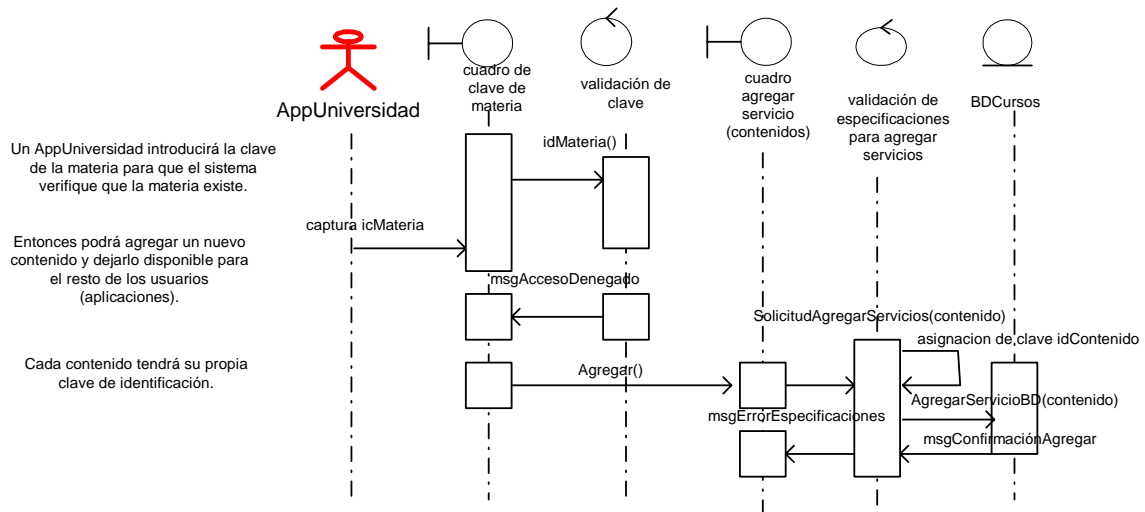 AppUniversidad
cuadro de
clave de
materia
validación de
clave
cuadro
agregar
servicio
(contenidos)
validación de
especificaciones
para agregar
servicios
BDCursos
Un AppUniversidad introducirá la clave
de la materia para que el sistema
verifique que la materia existe.
Entonces podrá agregar un nuevo
contenido y dejarlo disponible para
el resto de los usuarios
(aplicaciones).
Cada contenido tendrá su propia
clave de identificación.
idMateria()
captura icMateria
msgAccesoDenegado
SolicitudAgregarServicios(contenido)
asignacion de clave idContenido
Agregar()
AgregarServicioBD(contenido)
msgErrorEspecificaciones
msgConfirmaciónAgregar